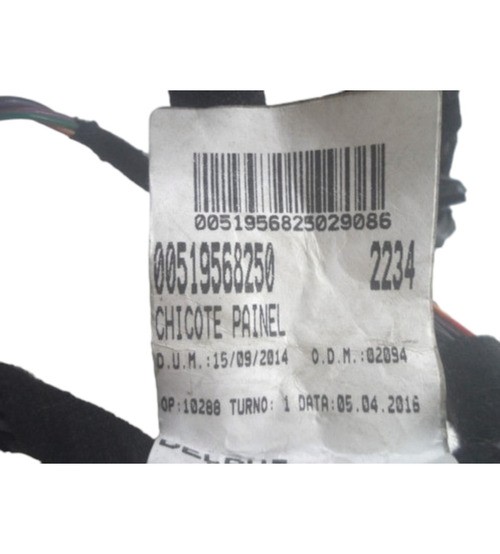 0051956825029086
00519568250 2234
CHICOTE PAINEL
D.U.M.:15/09/2014 O.D.M.:02094
OP:10288 TURNO: 1 DATA:05.04.2016